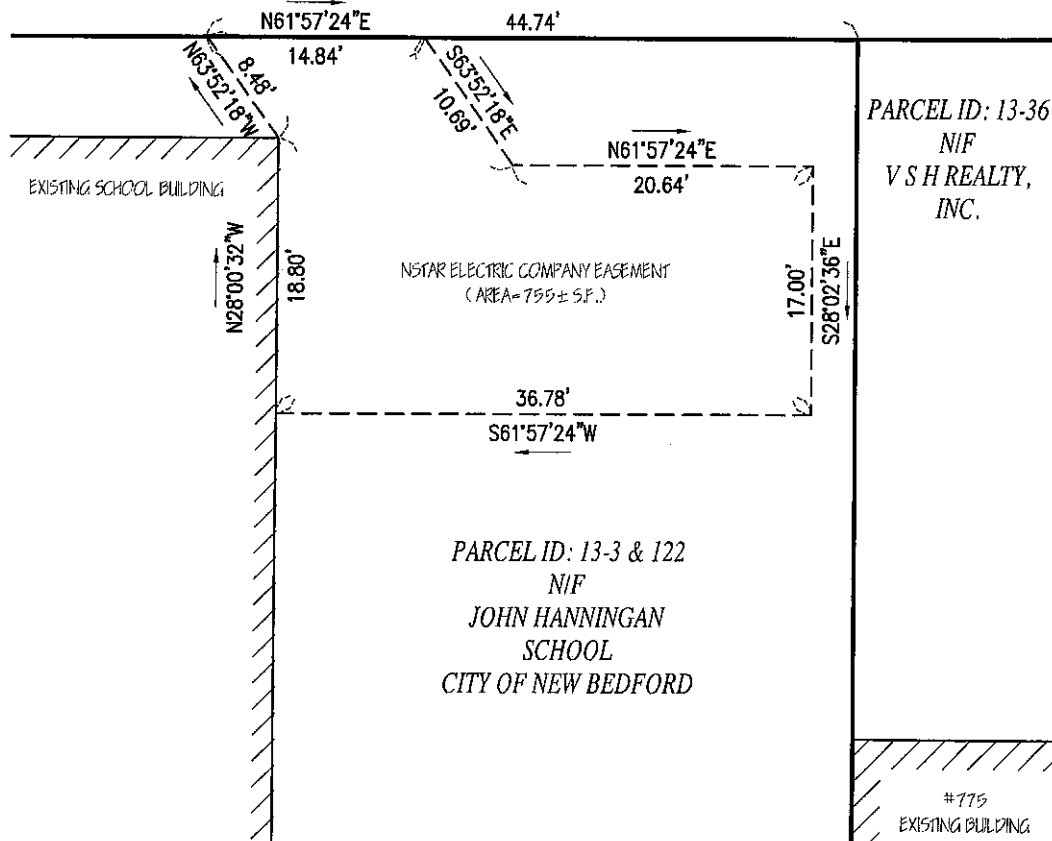 N61°57'24"E
44.74'
14.84'
8.48'
N63°52'18"W
S63°52'18"E
10.69'
N61°57'24"E
20.64'
PARCEL ID: 13-36
N/F
V S H REALTY,
INC.
EXISTING SCHOOL BUILDING
N28°00'32"W
18.80'
NSTAR ELECTRIC COMPANY EASEMENT
(AREA=755± S.F.)
17.00'
S28°02'36"E
36.78'
S61°57'24"W
PARCEL ID: 13-3 & 122
N/F
JOHN HANNINGAN
SCHOOL
CITY OF NEW BEDFORD
#775
EXISTING BUILDING